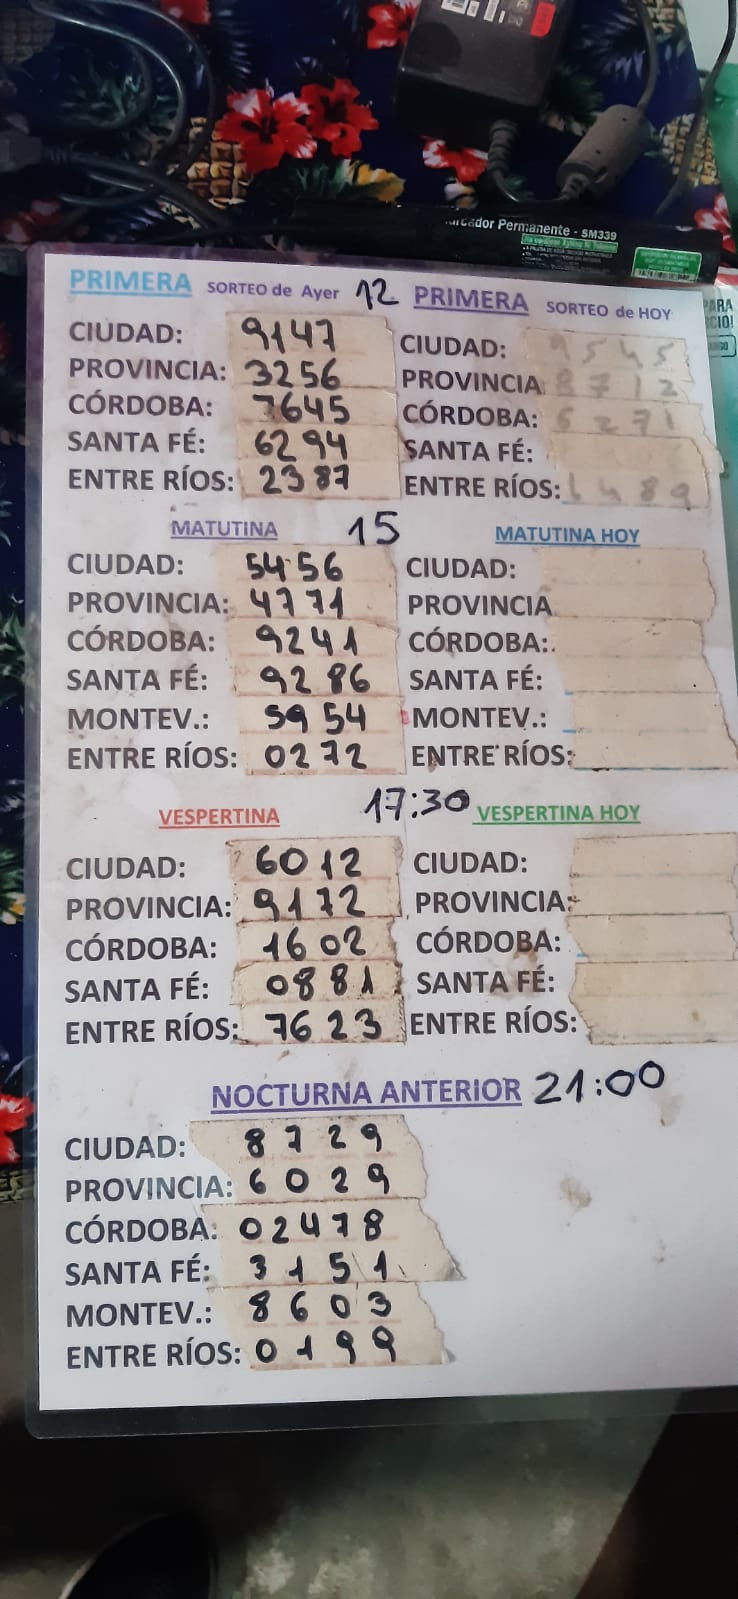 Marcador Permanente - SM339
PRIMERA SORTEO de Ayer 12 PRIMERA SORTEO de HOY
CIUDAD: 9147 CIUDAD: 9545
PROVINCIA: 3256 PROVINCIA 8712
CÓRDOBA: 7645 CÓRDOBA: 6271
SANTA FÉ: 6294 SANTA FÉ:
ENTRE RÍOS: 2387 ENTRE RÍOS: 1489
MATUTINA 15 MATUTINA HOY
CIUDAD: 5456 CIUDAD:
PROVINCIA: 4771 PROVINCIA
CÓRDOBA: 9241 CÓRDOBA:
SANTA FÉ: 9286 SANTA FÉ:
MONTEV.: 5954 MONTEV.:
ENTRE RÍOS: 0272 ENTRE RÍOS:
VESPERTINA 17:30 VESPERTINA HOY
CIUDAD: 6012 CIUDAD:
PROVINCIA: 9172 PROVINCIA:
CÓRDOBA: 1602 CÓRDOBA:
SANTA FÉ: 0881 SANTA FÉ:
ENTRE RÍOS: 7623 ENTRE RÍOS:
NOCTURNA ANTERIOR 21:00
CIUDAD: 8729
PROVINCIA: 6029
CÓRDOBA: 02478
SANTA FÉ: 3151
MONTEV.: 8603
ENTRE RÍOS: 0199